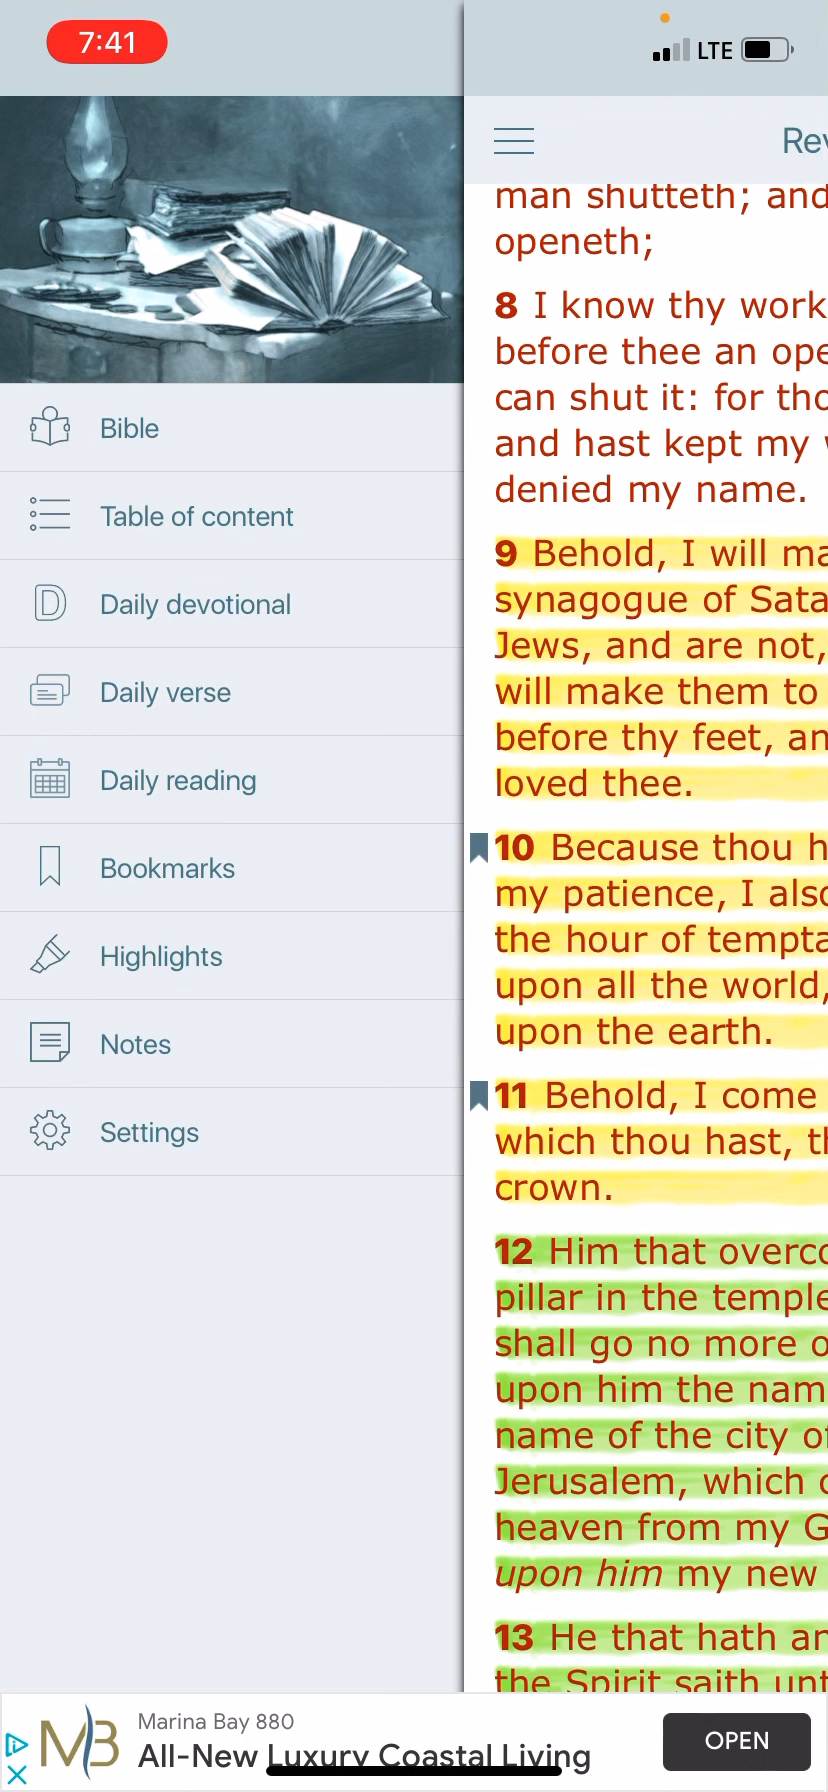 7:41
LTE
Bible
Table of content
Daily devotional
Daily verse
Daily reading
Bookmarks
Highlights
Notes
Settings
Rev
man shutteth; and
openeth;
8 I know thy work
before thee an ope
can shut it: for tho
and hast kept my
denied my name.
9 Behold, I will ma
synagogue of Sata
Jews, and are not,
will make them to
before thy feet, an
loved thee.
10 Because thou h
my patience, I also
the hour of tempta
upon all the world,
upon the earth.
11 Behold, I come
which thou hast, th
crown.
12 Him that overco
pillar in the temple
shall go no more o
upon him the nam
name of the city of
Jerusalem, which c
heaven from my G
upon him my new
13 He that hath an
the Spirit saith unt
MB
Marina Bay 880
All-New Luxury Coastal Living
OPEN